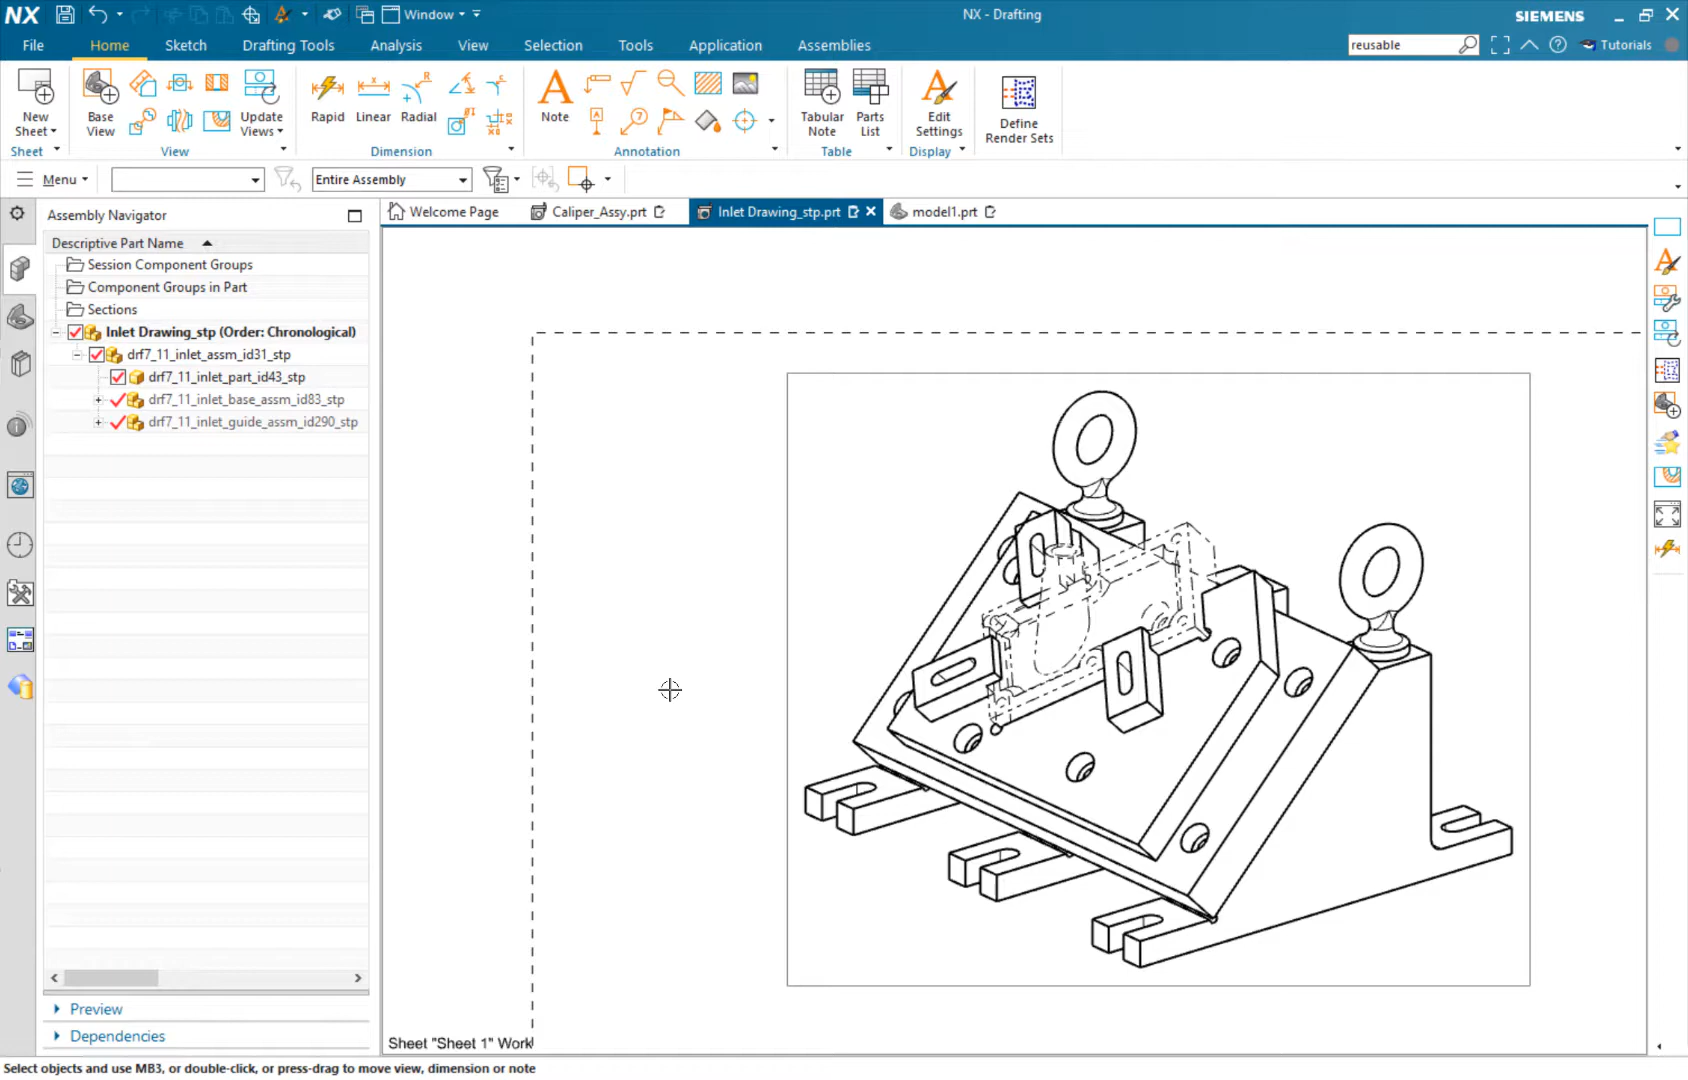 NX
Window
NX - Drafting
SIEMENS
File
Home
Sketch
Drafting Tools
Analysis
View
Selection
Tools
Application
Assemblies
reusable
Tutorials
New
Sheet
Base
View
Update
Views
Rapid
Linear
Radial
Note
Tabular
Note
Parts
List
Edit
Settings
Define
Render Sets
Sheet
View
Dimension
Annotation
Table
Display
Menu
Entire Assembly
Assembly Navigator
Welcome Page
Caliper_Assy.prt
Inlet Drawing_stp.prt
model1.prt
Descriptive Part Name
Session Component Groups
Component Groups in Part
Sections
Inlet Drawing_stp (Order: Chronological)
drf7_11_inlet_assm_id31_stp
drf7_11_inlet_part_id43_stp
drf7_11_inlet_base_assm_id83_stp
drf7_11_inlet_guide_assm_id290_stp
Preview
Dependencies
Sheet "Sheet 1" Work
Select objects and use MB3, or double-click, or press-drag to move view, dimension or note